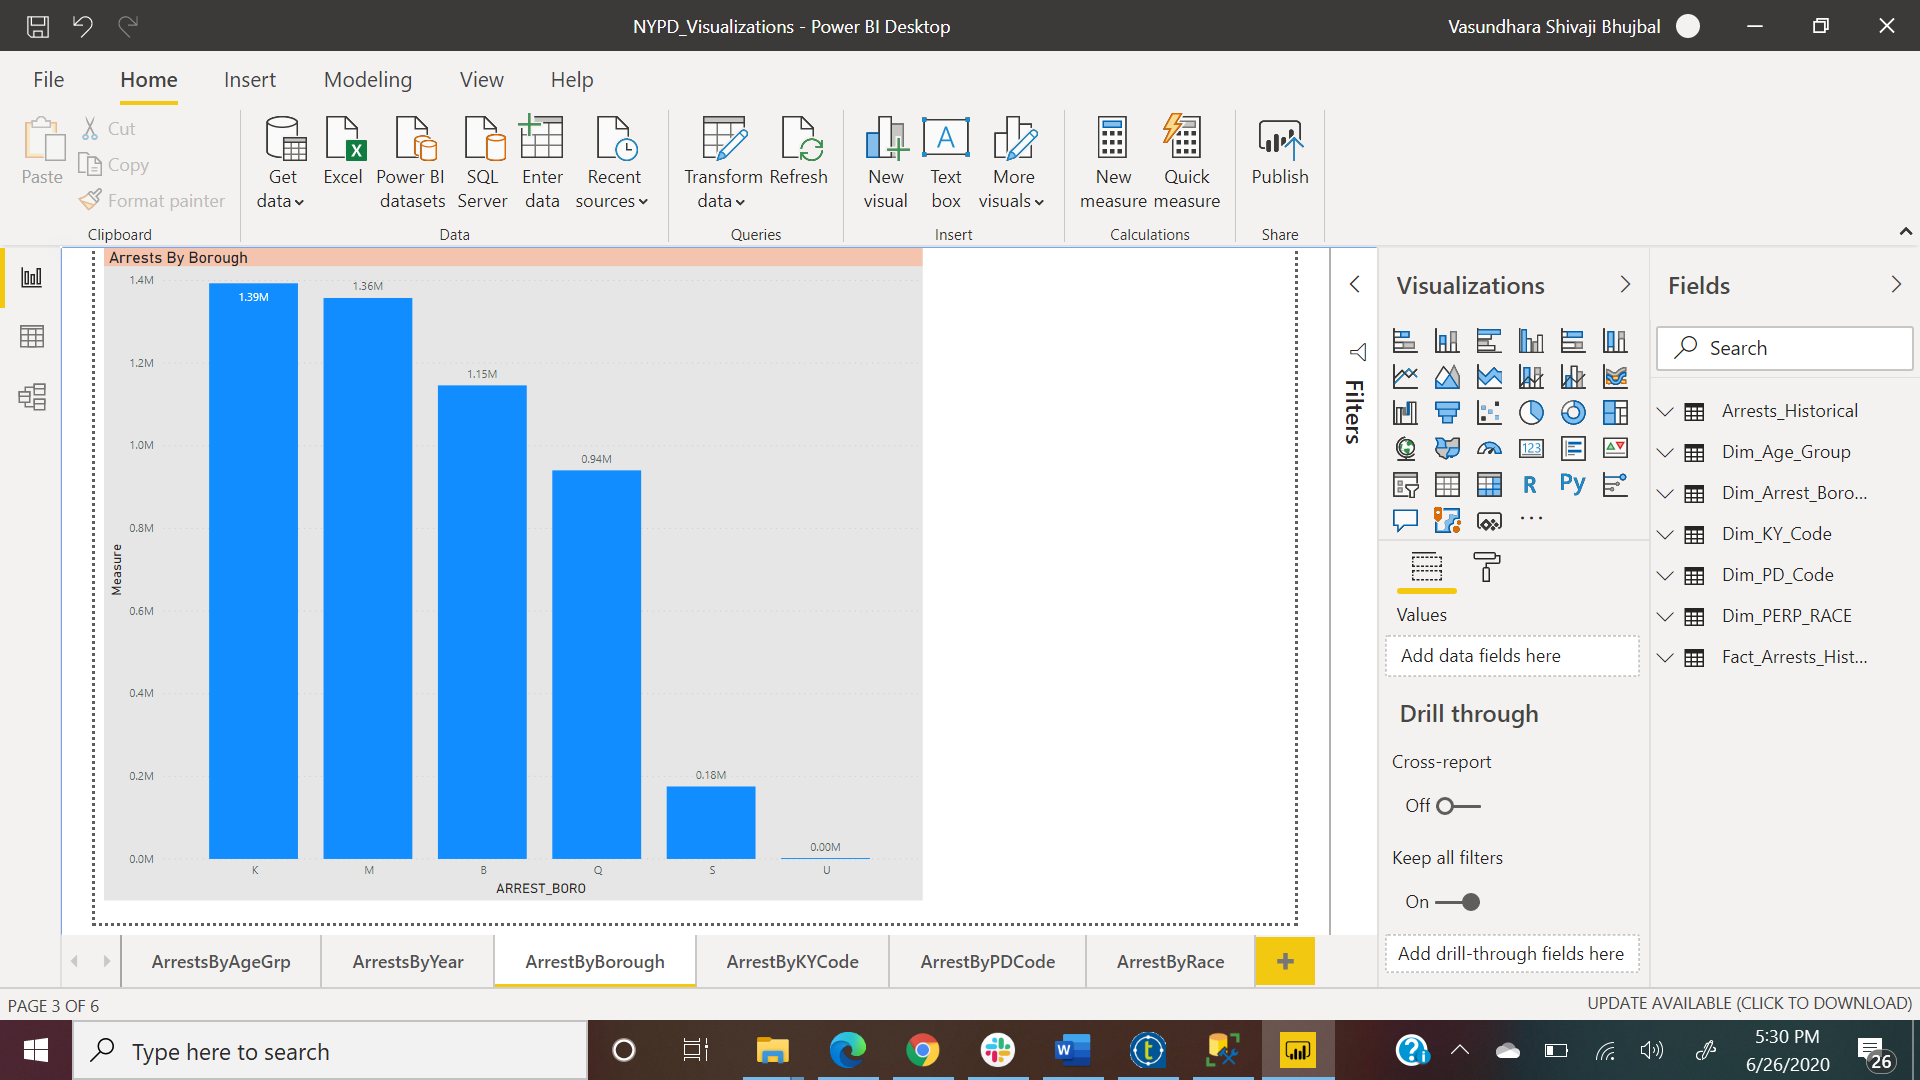 NYPD_Visualizations - Power BI Desktop
Vasundhara Shivaji Bhujbal
File
Home
Insert
Modeling
View
Help
Paste
Cut
Copy
Format painter
Clipboard
Get data
Excel
Power BI datasets
SQL Server
Enter data
Recent sources
Data
Transform data
Refresh
Queries
New visual
Text box
More visuals
Insert
New measure
Quick measure
Calculations
Publish
Share
Arrests By Borough
1.4M
1.2M
1.0M
0.8M
0.6M
0.4M
0.2M
0.0M
Measure
1.39M
1.36M
1.15M
0.94M
0.18M
0.00M
K
M
B
Q
S
U
ARREST_BORO
Filters
Visualizations
123
R
Py
...
Values
Add data fields here
Drill through
Cross-report
Off
Keep all filters
On
Add drill-through fields here
Fields
Search
Arrests_Historical
Dim_Age_Group
Dim_Arrest_Boro...
Dim_KY_Code
Dim_PD_Code
Dim_PERP_RACE
Fact_Arrests_Hist...
ArrestsByAgeGrp
ArrestsByYear
ArrestByBorough
ArrestByKYCode
ArrestByPDCode
ArrestByRace
PAGE 3 OF 6
UPDATE AVAILABLE (CLICK TO DOWNLOAD)
Type here to search
5:30 PM
6/26/2020
26